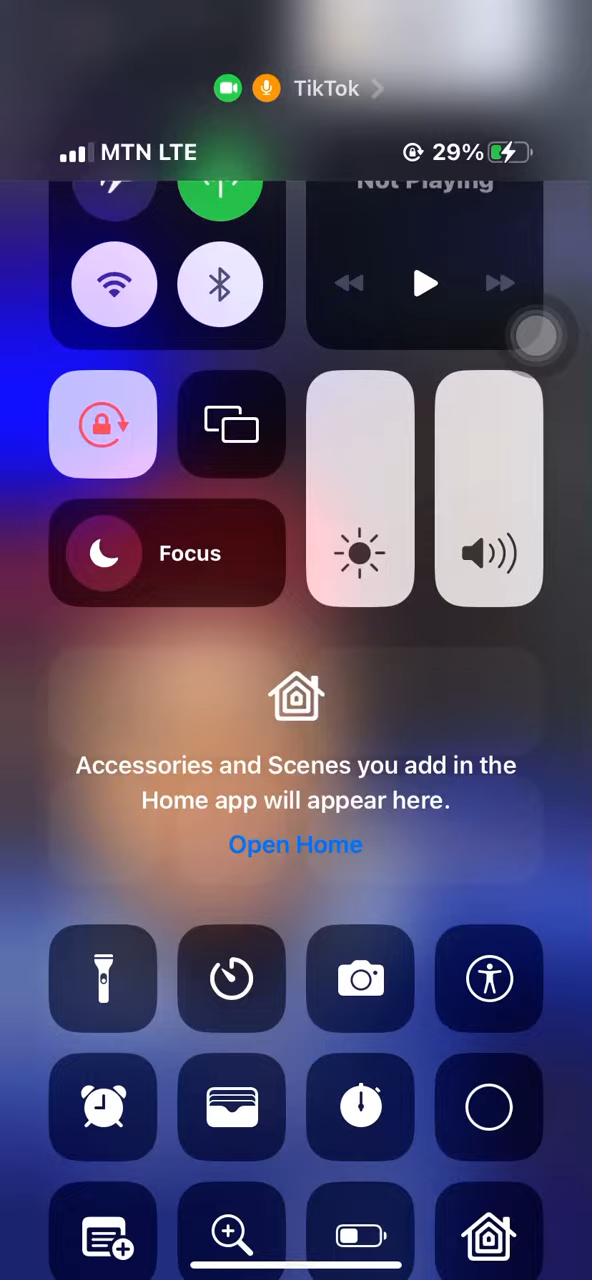 TikTok
MTN LTE
29%
Not Playing
Focus
Accessories and Scenes you add in the
Home app will appear here.
Open Home